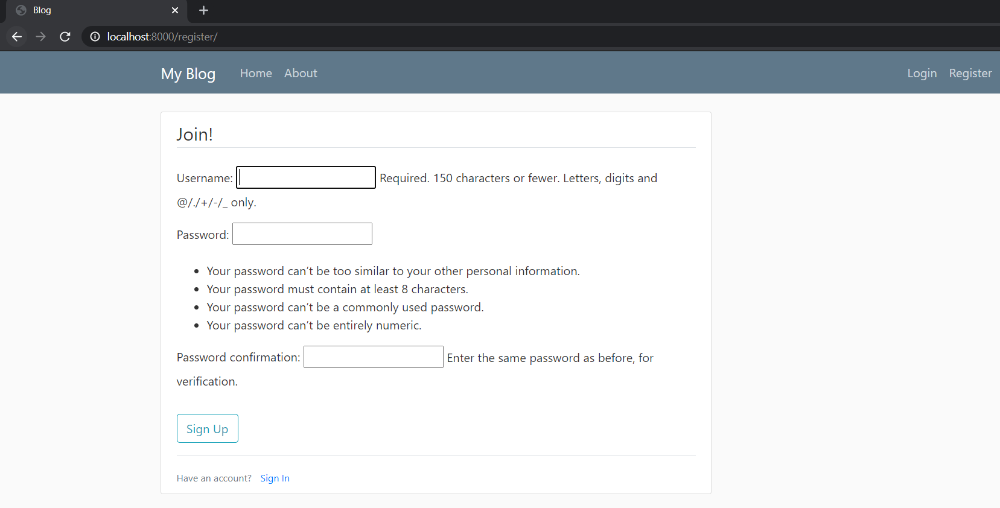 Blog
localhost:8000/register/
My Blog Home About Login Register
Join!
Username: Required. 150 characters or fewer. Letters, digits and
@/./+/-/_ only.
Password:
Your password can’t be too similar to your other personal information.
Your password must contain at least 8 characters.
Your password can’t be a commonly used password.
Your password can’t be entirely numeric.
Password confirmation: Enter the same password as before, for
verification.
Sign Up
Have an account? Sign In